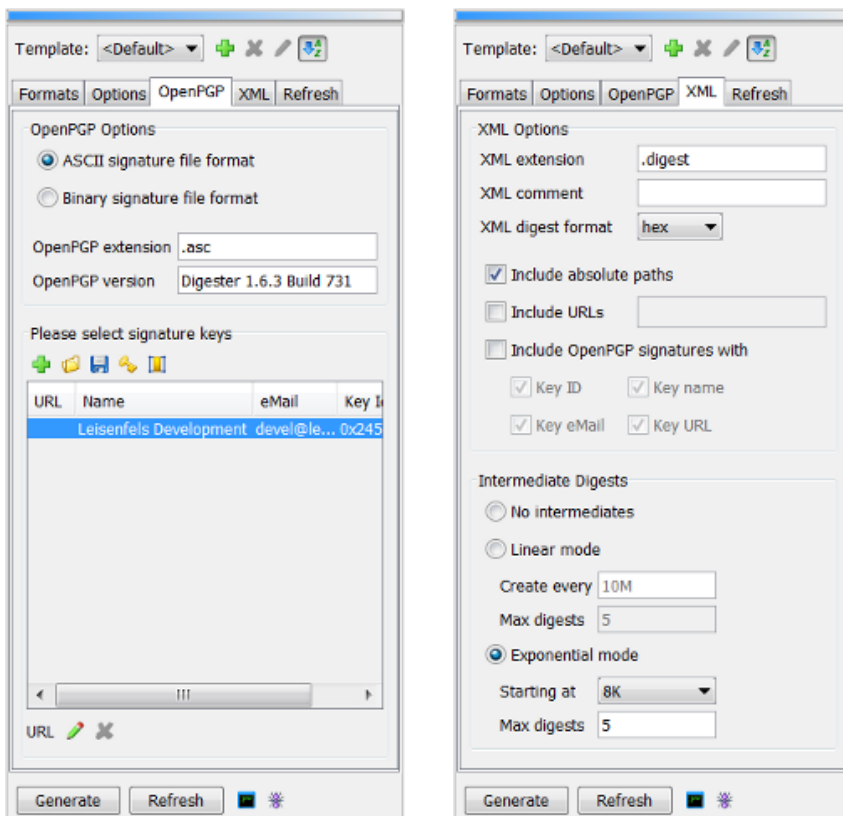 Template: <Default>
Formats Options OpenPGP XML Refresh
OpenPGP Options
ASCII signature file format
Binary signature file format
OpenPGP extension .asc
OpenPGP version Digester 1.6.3 Build 731
Please select signature keys
URL Name eMail Key Id
Leisenfels Development devel@le... 0x245
URL
Generate Refresh
Template: <Default>
Formats Options OpenPGP XML Refresh
XML Options
XML extension .digest
XML comment
XML digest format hex
Include absolute paths
Include URLs
Include OpenPGP signatures with
Key ID Key name
Key eMail Key URL
Intermediate Digests
No intermediates
Linear mode
Create every 10M
Max digests 5
Exponential mode
Starting at 8K
Max digests 5
Generate Refresh